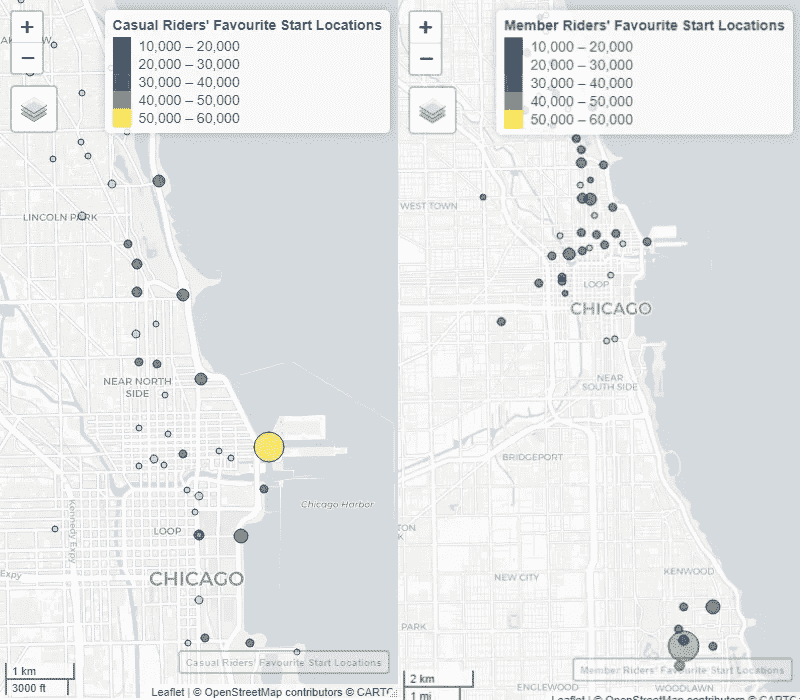 +
−
Casual Riders' Favourite Start Locations
10,000 – 20,000
20,000 – 30,000
30,000 – 40,000
40,000 – 50,000
50,000 – 60,000
LINCOLN PARK
NEAR NORTH
SIDE
Kennedy Expy
Chicago Harbor
LOOP
CHICAGO
Expy
Casual Riders' Favourite Start Locations
1 km
3000 ft
Leaflet | © OpenStreetMap contributors © CARTC
+
−
Member Riders' Favourite Start Locations
10,000 – 20,000
20,000 – 30,000
30,000 – 40,000
40,000 – 50,000
50,000 – 60,000
WEST TOWN
LOOP
CHICAGO
NEAR
SOUTH SIDE
BRIDGEPORT
TON
K
NEW CITY
KENWOOD
PARK
Member Riders' Favourite Start Locations
ENGLEWOOD
WOODLAWN
2 km
1 mi
Leaflet | © OpenStreetMap contributors © CARTC